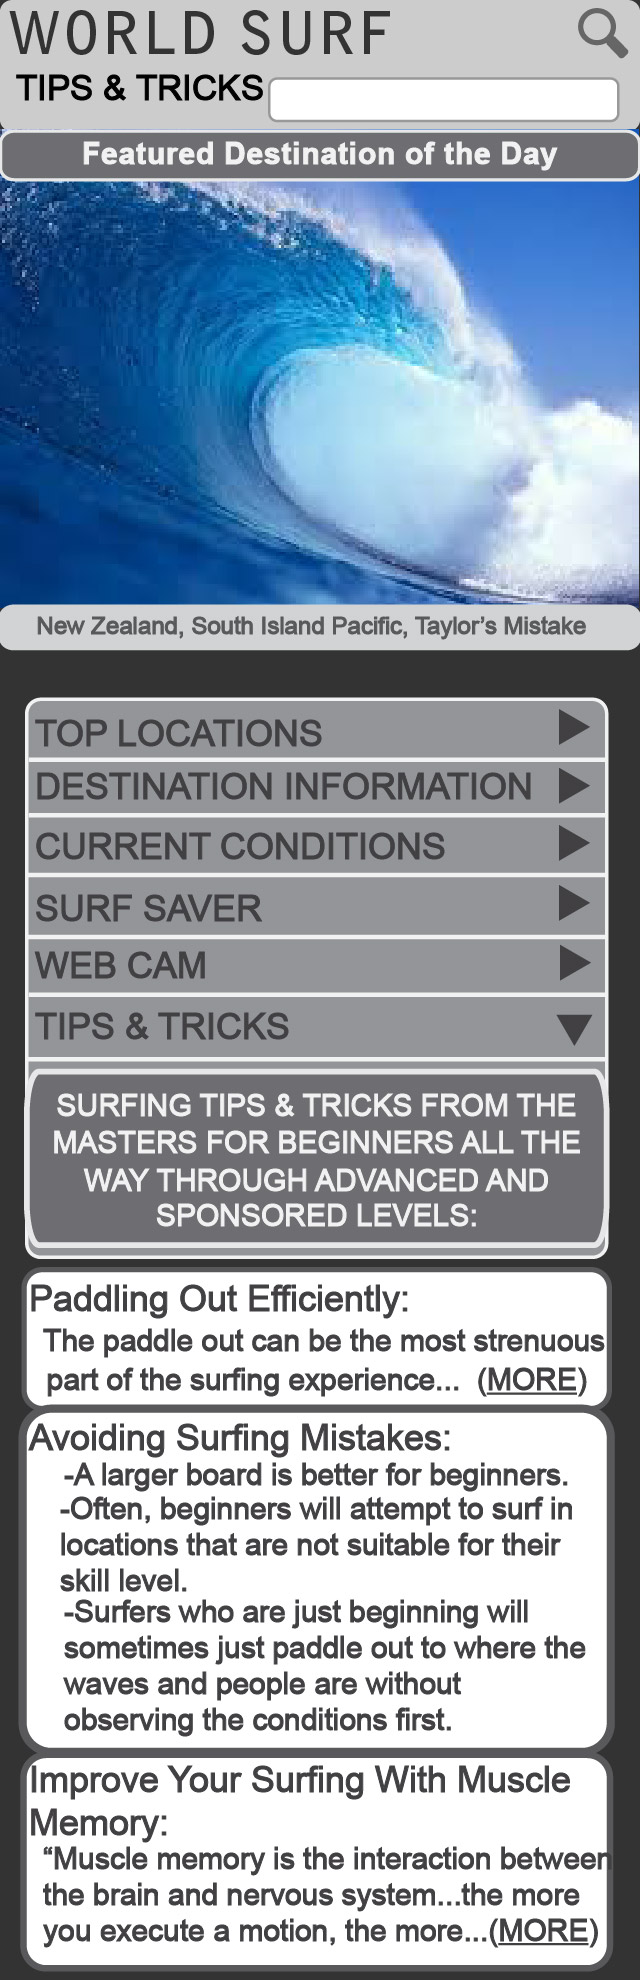 WORLD SURF
TIPS & TRICKS
Featured Destination of the Day
New Zealand, South Island Pacific, Taylor's Mistake
TOP LOCATIONS
DESTINATION INFORMATION
CURRENT CONDITIONS
SURF SAVER
WEB CAM
TIPS & TRICKS
SURFING TIPS & TRICKS FROM THE
MASTERS FOR BEGINNERS ALL THE
WAY THROUGH ADVANCED AND
SPONSORED LEVELS:
Paddling Out Efficiently:
The paddle out can be the most strenuous
part of the surfing experience... (MORE)
Avoiding Surfing Mistakes:
-A larger board is better for beginners.
-Often, beginners will attempt to surf in
locations that are not suitable for their
skill level.
-Surfers who are just beginning will
sometimes just paddle out to where the
waves and people are without
observing the conditions first.
Improve Your Surfing With Muscle
Memory:
“Muscle memory is the interaction between
the brain and nervous system...the more
you execute a motion, the more...(MORE)